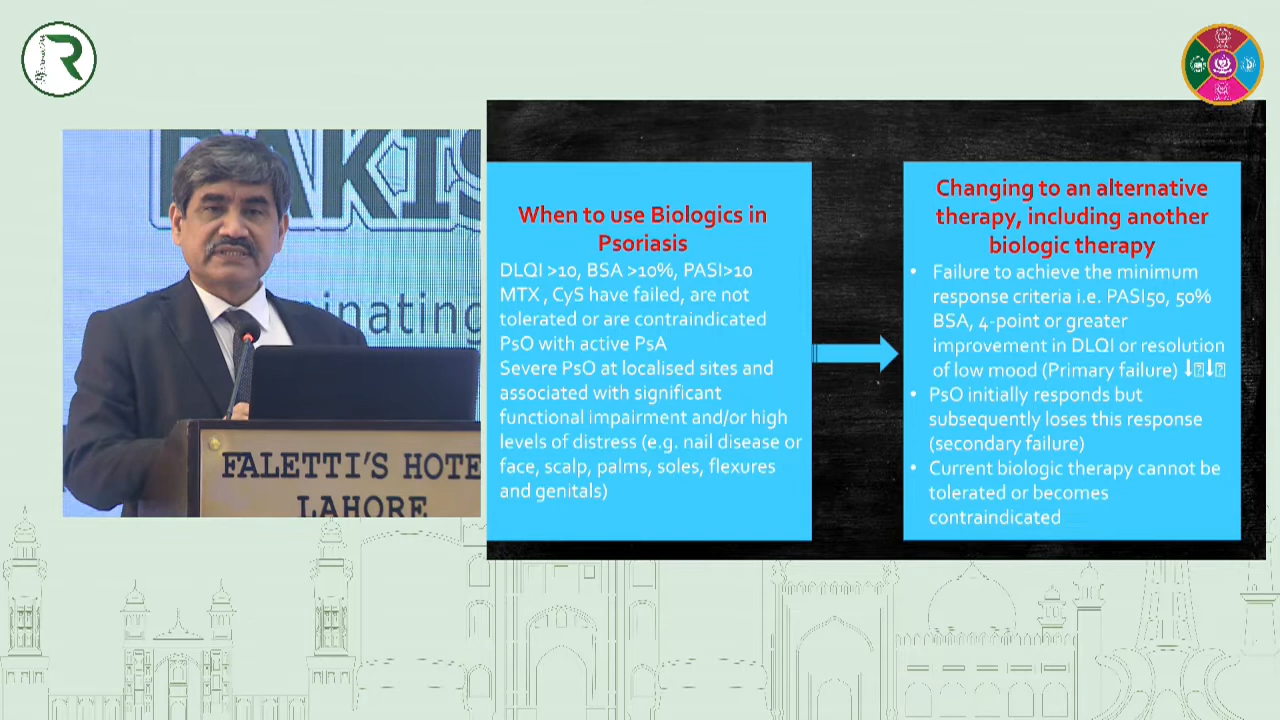 PAKIS
inating
FALETTI'S HOTE
LAHORE
When to use Biologics in
Psoriasis
DLQI >10, BSA >10%, PASI>10
MTX , CyS have failed, are not
tolerated or are contraindicated
PsO with active PsA
Severe PsO at localised sites and
associated with significant
functional impairment and/or high
levels of distress (e.g. nail disease or
face, scalp, palms, soles, flexures
and genitals)
Changing to an alternative
therapy, including another
biologic therapy
• Failure to achieve the minimum
response criteria i.e. PASI50, 50%
BSA, 4-point or greater
improvement in DLQI or resolution
of low mood (Primary failure) ↓⍰↓⍰
• PsO initially responds but
subsequently loses this response
(secondary failure)
• Current biologic therapy cannot be
tolerated or becomes
contraindicated